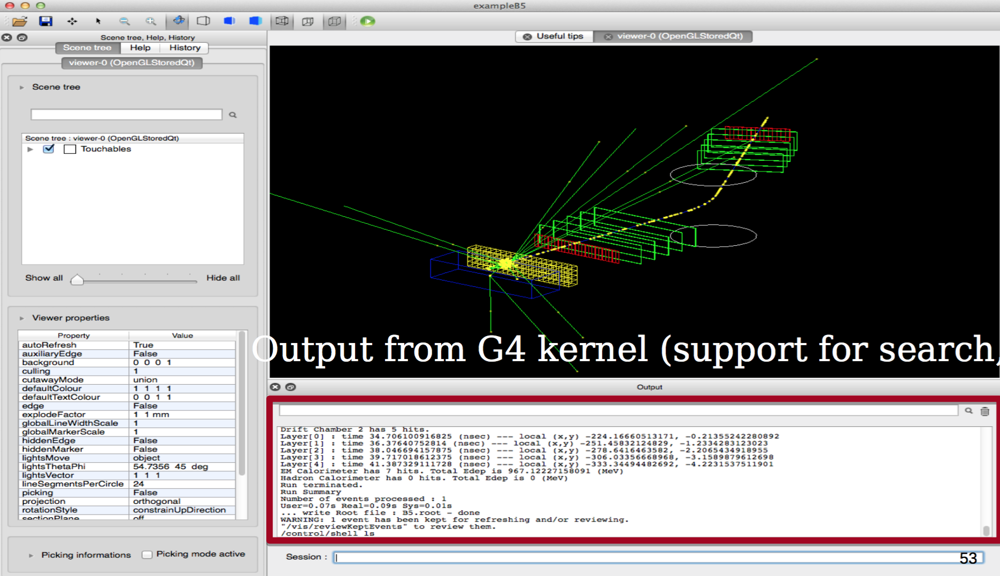 exampleB5
Scene tree, Help, History
Scene tree Help History
viewer-0 (OpenGLStoredQt)
Scene tree
Scene tree : viewer-0 (OpenGLStoredQt)
Touchables
Show all Hide all
Viewer properties
Property Value
autoRefresh True
auxiliaryEdge False
background 0 0 0 1
culling 1
cutawayMode union
defaultColour 1 1 1 1
defaultTextColour 0 0 1 1
edge False
explodeFactor 1 1 mm
globalLineWidthScale 1
globalMarkerScale 1
hiddenEdge False
hiddenMarker False
lightsMove object
lightsThetaPhi 54.7356 45 deg
lightsVector 1 1 1
lineSegmentsPerCircle 24
picking False
projection orthogonal
rotationStyle constrainUpDirection
sectionPlane off
Picking informations Picking mode active
Useful tips viewer-0 (OpenGLStoredQt)
Output from G4 kernel (support for search,
Output
Drift Chamber 2 has 5 hits.
Layer[0] : time 34.706100916825 (nsec) --- local (x,y) -224.16660513171, -0.21355242280892
Layer[1] : time 36.37640752814 (nsec) --- local (x,y) -251.45832124829, -1.2334283123023
Layer[2] : time 38.046694157875 (nsec) --- local (x,y) -278.6416463582, -2.2065434918955
Layer[3] : time 39.717018612375 (nsec) --- local (x,y) -306.03356668968, -3.1589879612698
Layer[4] : time 41.387329111728 (nsec) --- local (x,y) -333.34494482692, -4.2231537511901
EM Calorimeter has 7 hits. Total Edep is 967.12227158091 (MeV)
Hadron Calorimeter has 0 hits. Total Edep is 0 (MeV)
Run terminated.
Run Summary
Number of events processed : 1
User=0.07s Real=0.09s Sys=0.01s
... write Root file : B5.root - done
WARNING: 1 event has been kept for refreshing and/or reviewing.
"/vis/reviewKeptEvents" to review them.
/control/shell ls
Session :
53